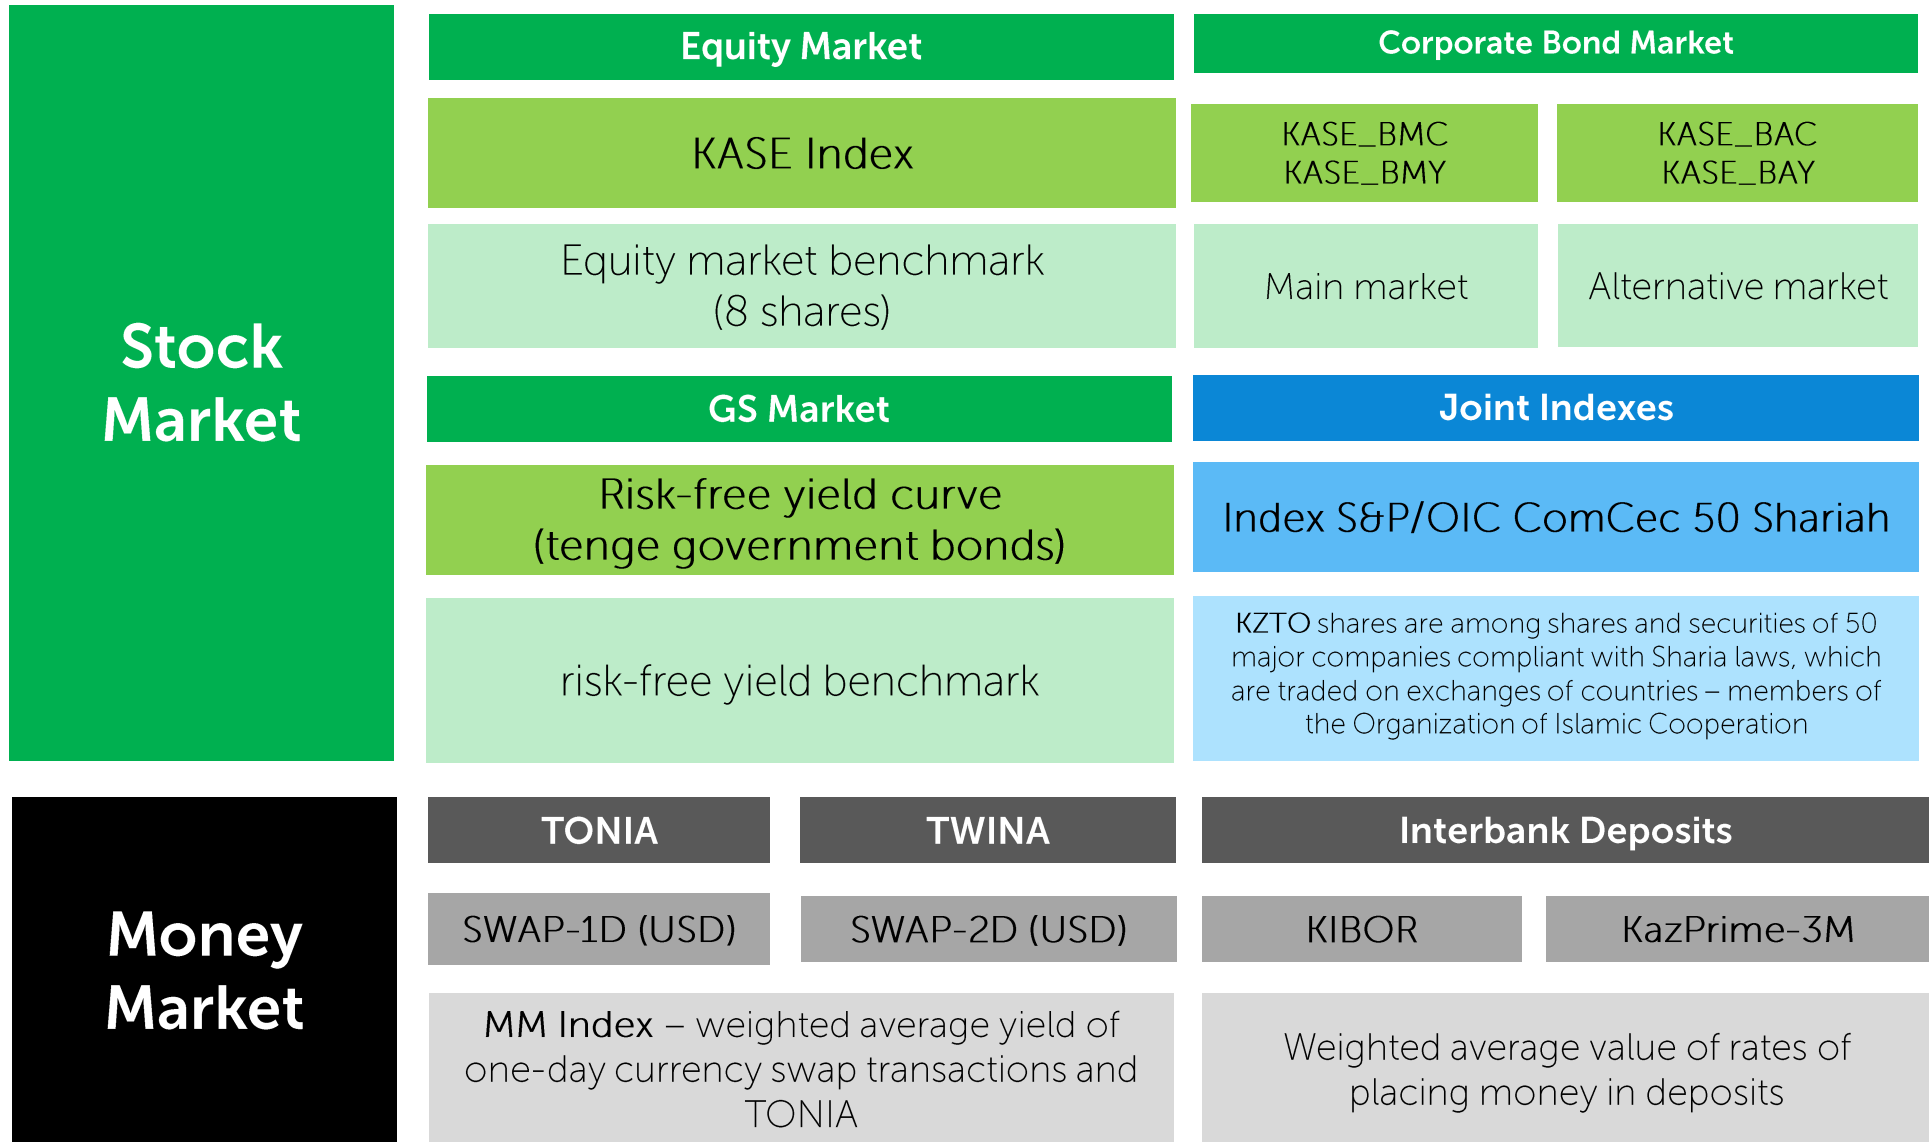 Stock
Market
Equity Market
KASE Index
Equity market benchmark
(8 shares)
Corporate Bond Market
KASE_BMC
KASE_BMY
KASE_BAC
KASE_BAY
Main market
Alternative market
GS Market
Risk-free yield curve
(tenge government bonds)
risk-free yield benchmark
Joint Indexes
Index S&P/OIC ComCec 50 Shariah
KZTO shares are among shares and securities of 50
major companies compliant with Sharia laws, which
are traded on exchanges of countries – members of
the Organization of Islamic Cooperation
Money
Market
TONIA
TWINA
Interbank Deposits
SWAP-1D (USD)
SWAP-2D (USD)
KIBOR
KazPrime-3M
MM Index – weighted average yield of
one-day currency swap transactions and
TONIA
Weighted average value of rates of
placing money in deposits